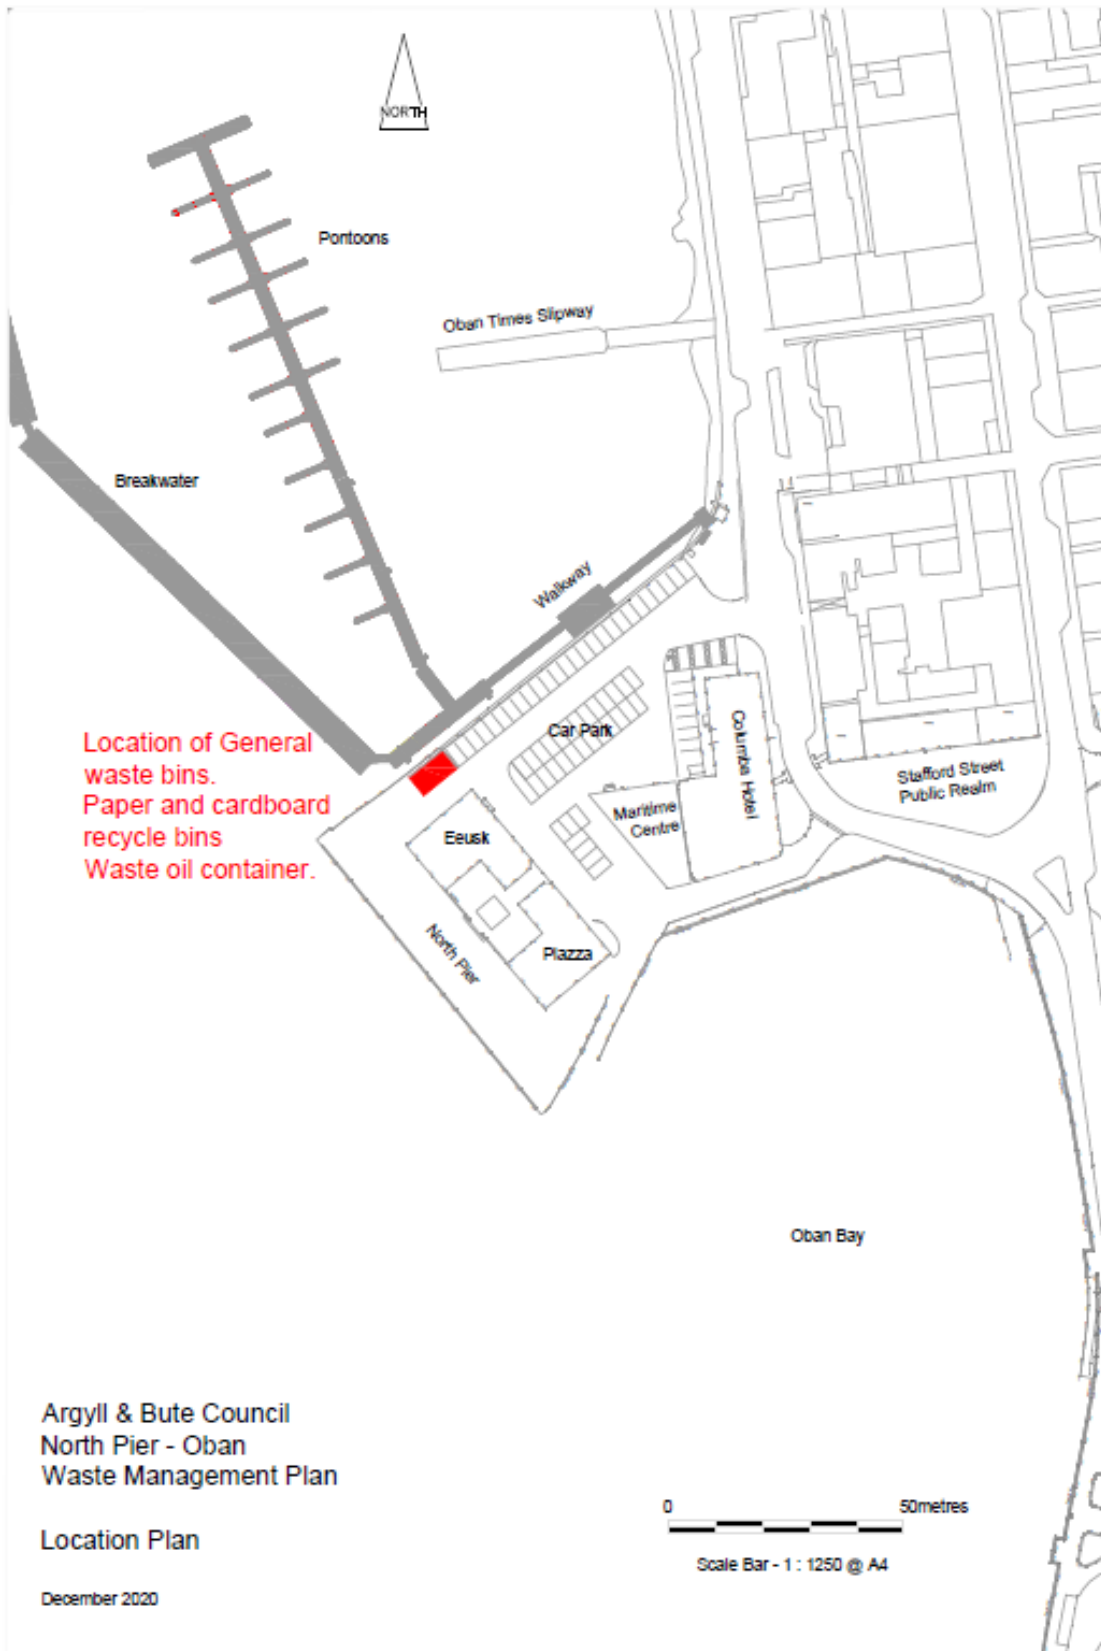 NORTH
Pontoons
Oban Times Slipway
Breakwater
Walkway
Location of General
waste bins.
Paper and cardboard
recycle bins
Waste oil container.
Car Park
Columba Hotel
Stafford Street
Public Realm
Maritime
Centre
Eeusk
North Pier
Piazza
Oban Bay
Argyll & Bute Council
North Pier - Oban
Waste Management Plan
Location Plan
December 2020
0 50metres
Scale Bar - 1 : 1250 @ A4